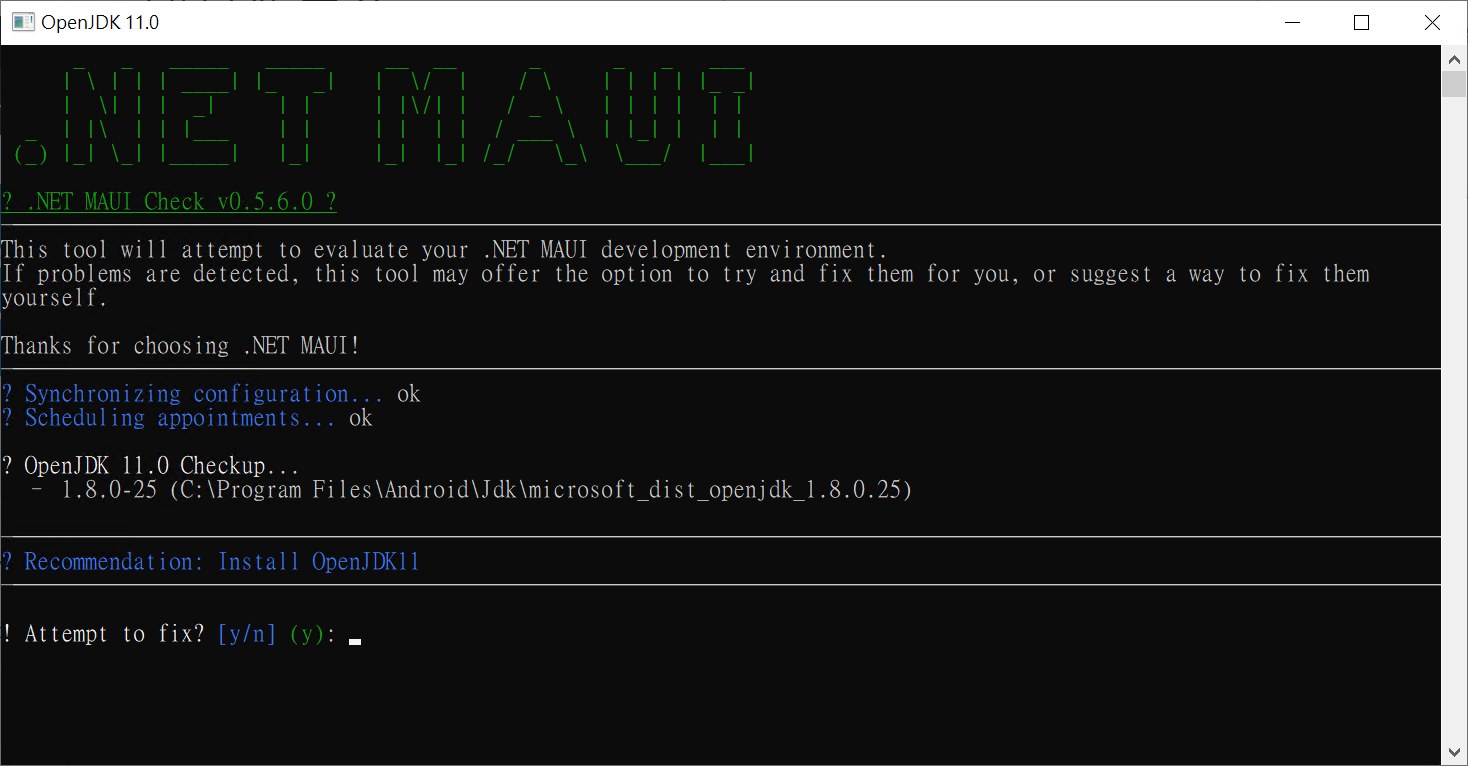 OpenJDK 11.0
.NET MAUI
? .NET MAUI Check v0.5.6.0 ?
This tool will attempt to evaluate your .NET MAUI development environment.
If problems are detected, this tool may offer the option to try and fix them for you, or suggest a way to fix them
yourself.
Thanks for choosing .NET MAUI!
? Synchronizing configuration... ok
? Scheduling appointments... ok
? OpenJDK 11.0 Checkup...
- 1.8.0-25 (C:\Program Files\Android\Jdk\microsoft_dist_openjdk_1.8.0.25)
? Recommendation: Install OpenJDK11
! Attempt to fix? [y/n] (y): _